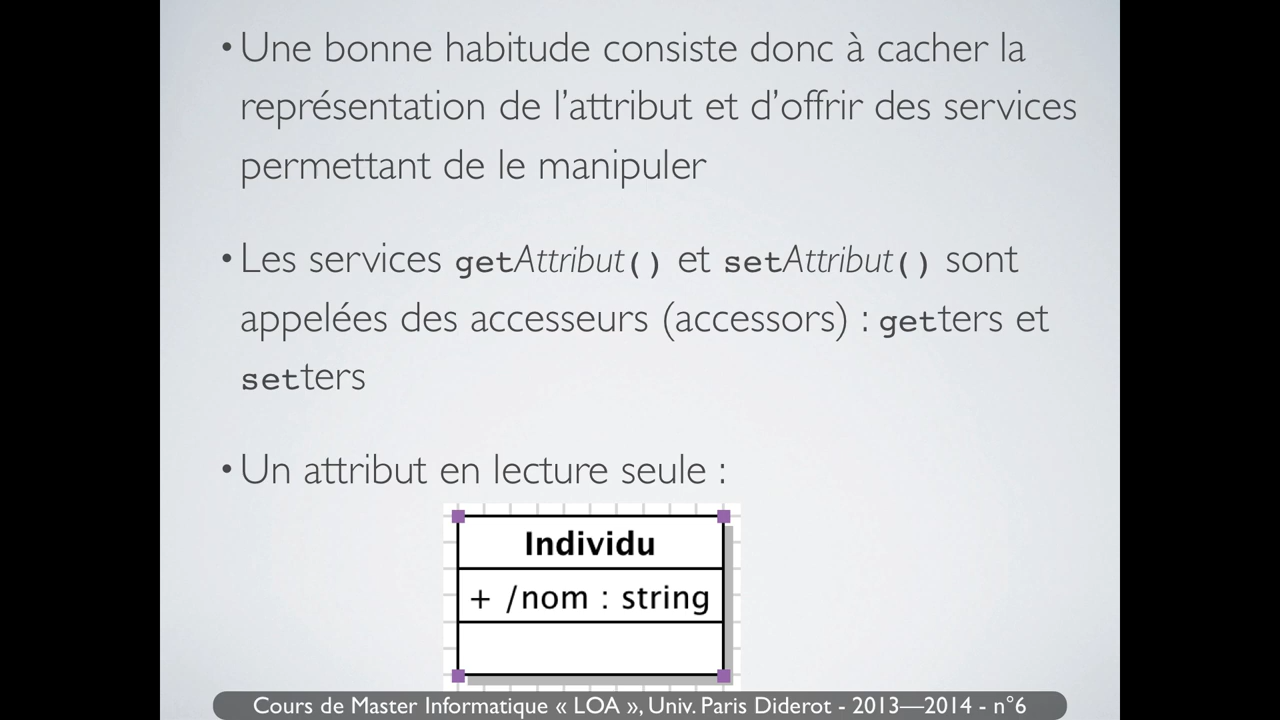 • Une bonne habitude consiste donc à cacher la
représentation de l'attribut et d'offrir des services
permettant de le manipuler
• Les services getAttribut() et setAttribut() sont
appelées des accesseurs (accessors) : getters et
setters
• Un attribut en lecture seule :
Individu
+ /nom : string
Cours de Master Informatique « LOA », Univ. Paris Diderot - 2013—2014 - n°6